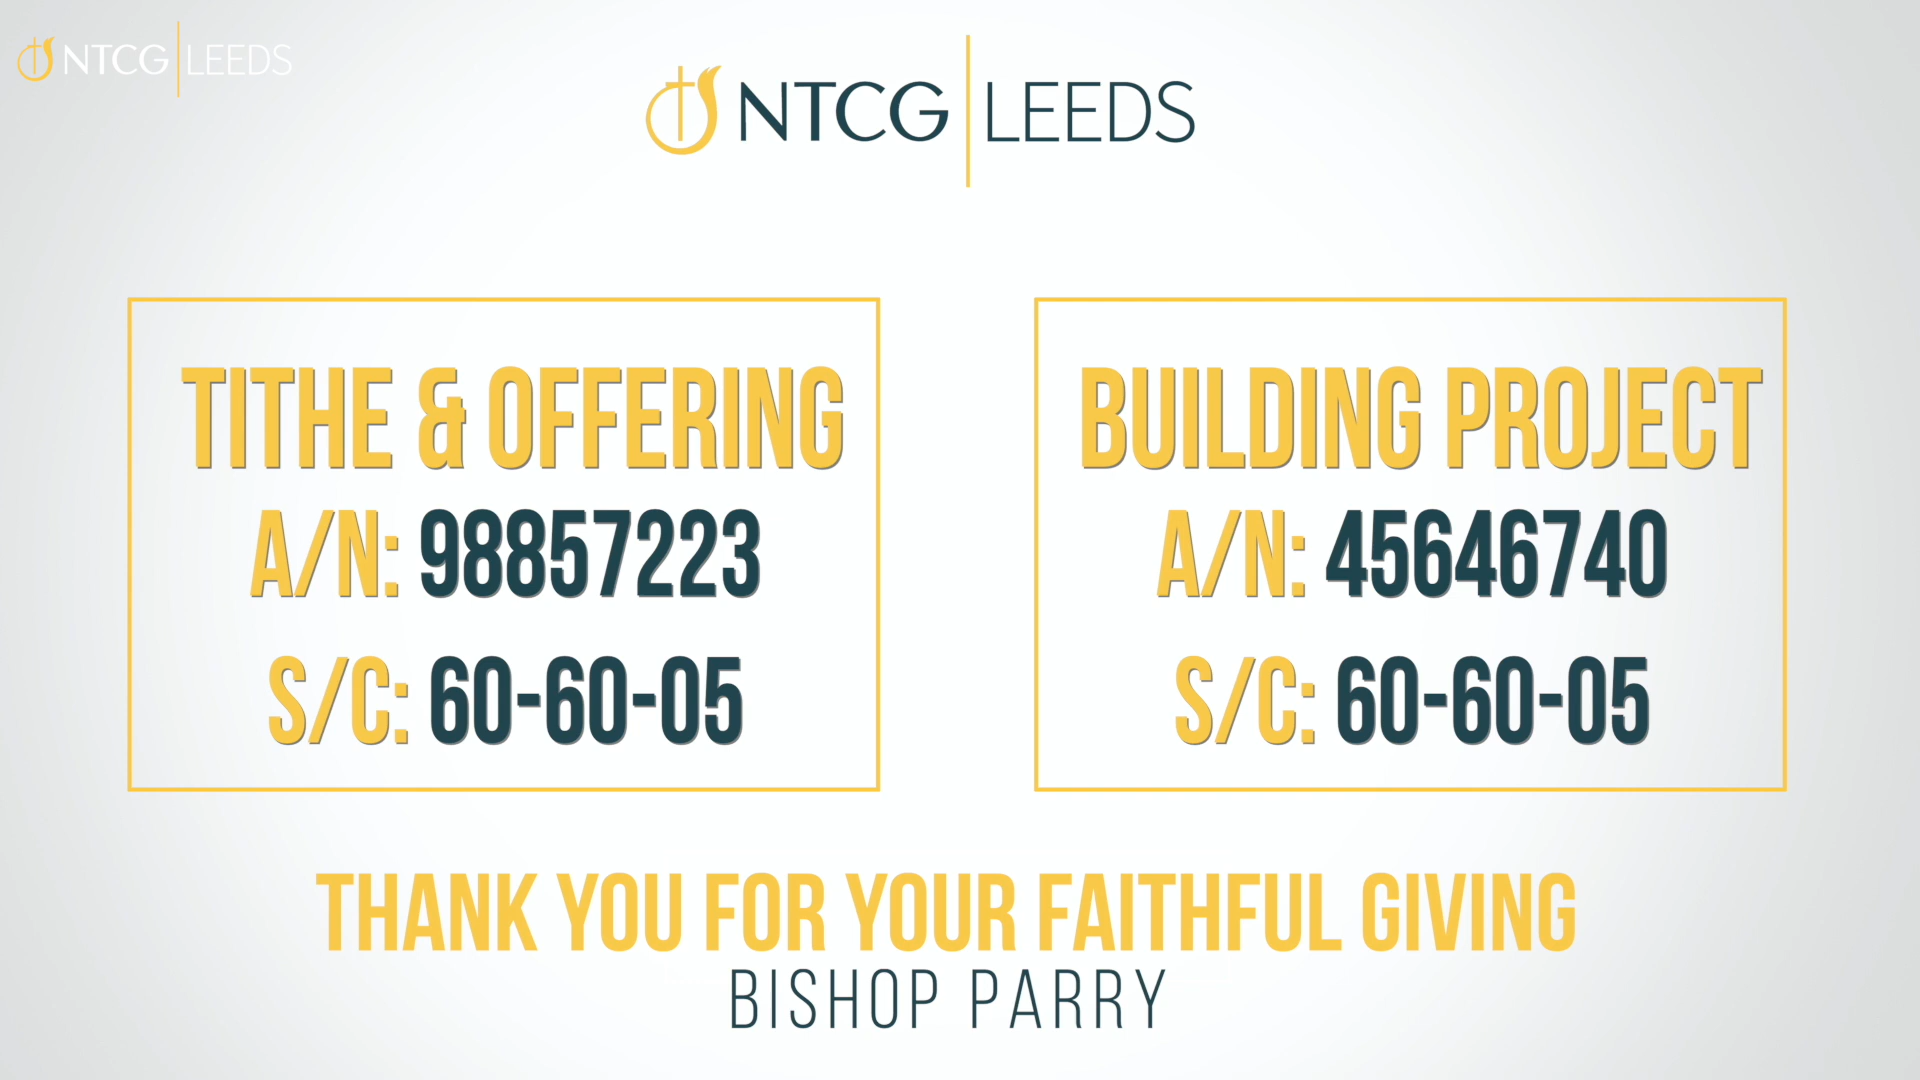 NTCG LEEDS
NTCG LEEDS
TITHE & OFFERING
A/N: 98857223
S/C: 60-60-05
BUILDING PROJECT
A/N: 45646740
S/C: 60-60-05
THANK YOU FOR YOUR FAITHFUL GIVING
BISHOP PARRY